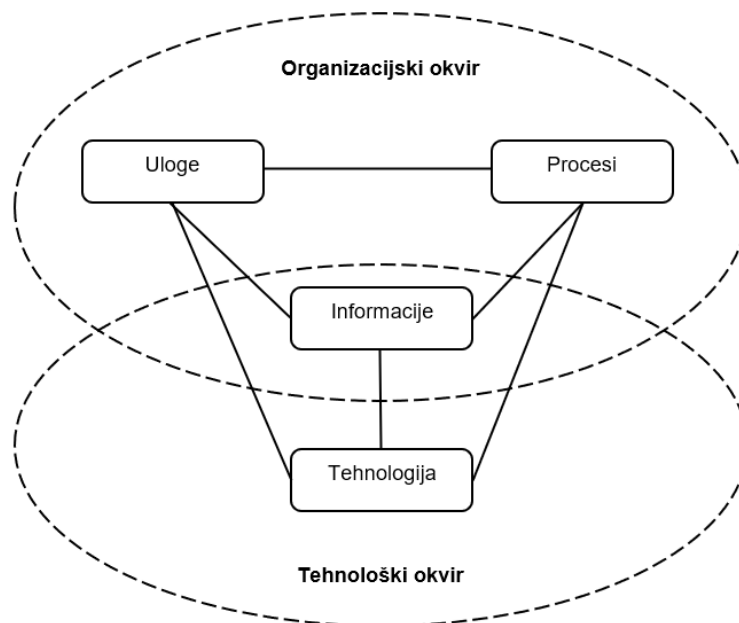 Organizacijski okvir
Uloge
Procesi
Informacije
Tehnologija
Tehnološki okvir